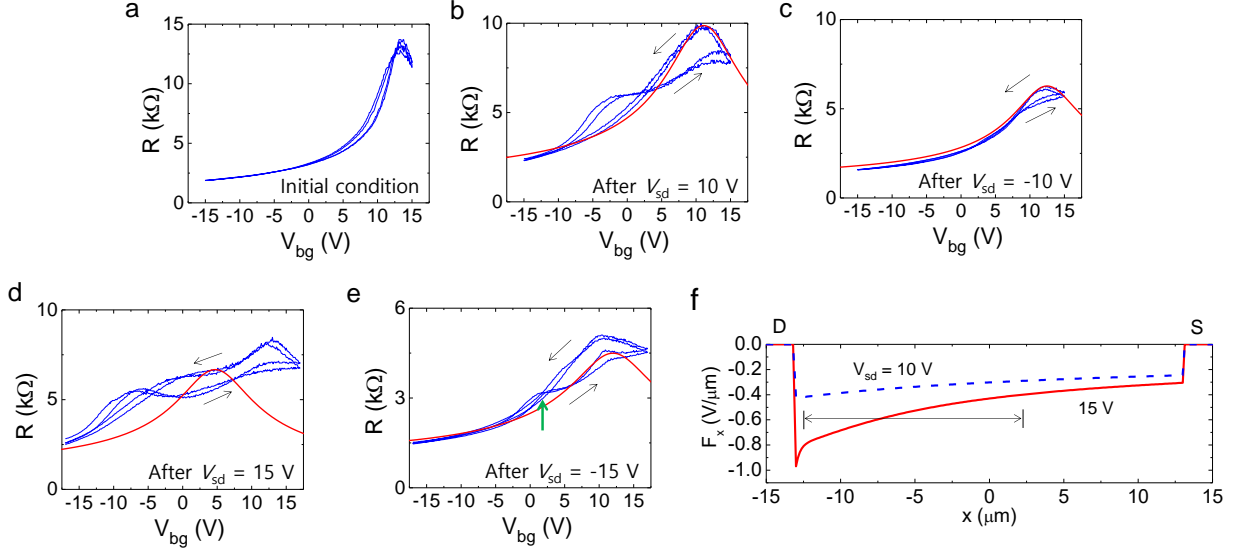 a
15
10
5
0
R (kΩ)
-15 -10 -5 0 5 10 15
V_bg (V)
Initial condition
b
10
5
0
R (kΩ)
-15 -10 -5 0 5 10 15
V_bg (V)
After V_sd = 10 V
c
10
5
0
R (kΩ)
-15 -10 -5 0 5 10 15
V_bg (V)
After V_sd = -10 V
d
10
5
0
R (kΩ)
-15 -10 -5 0 5 10 15
V_bg (V)
After V_sd = 15 V
e
6
3
0
R (kΩ)
-15 -10 -5 0 5 10 15
V_bg (V)
After V_sd = -15 V
f
D
S
0.0
-0.2
-0.4
-0.6
-0.8
-1.0
F_x (V/μm)
V_sd = 10 V
15 V
-15 -10 -5 0 5 10 15
x (μm)